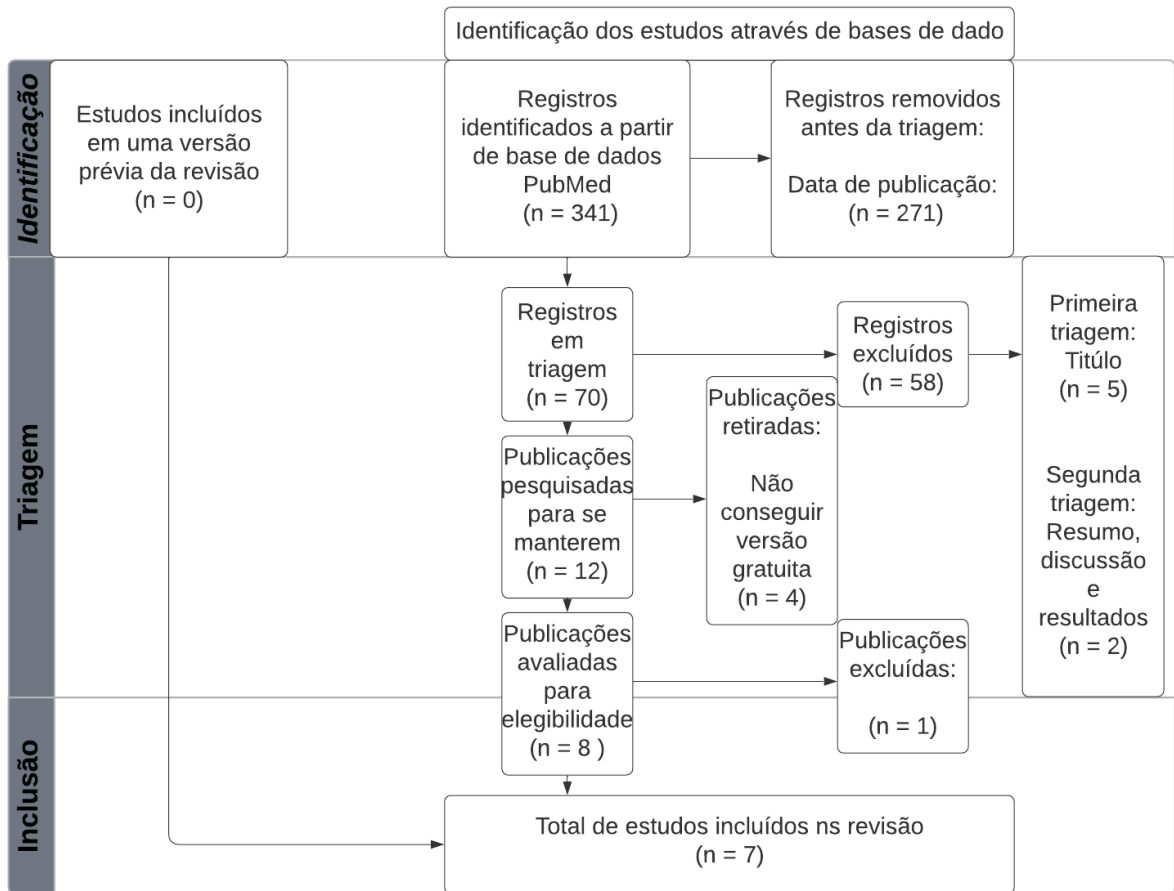 Identificação dos estudos através de bases de dado
Identificação
Estudos incluídos
em uma versão
prévia da revisão
(n = 0)
Registros
identificados a partir
de base de dados
PubMed
(n = 341)
Registros removidos
antes da triagem:
Data de publicação:
(n = 271)
Triagem
Registros
em
triagem
(n = 70)
Registros
excluídos
(n = 58)
Primeira
triagem:
Titúlo
(n = 5)
Segunda
triagem:
Resumo,
discussão
e
resultados
(n = 2)
Publicações
pesquisadas
para se
manterem
(n = 12)
Publicações
retiradas:
Não
conseguir
versão
gratuita
(n = 4)
Publicações
avaliadas
para
elegibilidade
(n = 8 )
Publicações
excluídas:
(n = 1)
Inclusão
Total de estudos incluídos ns revisão
(n = 7)